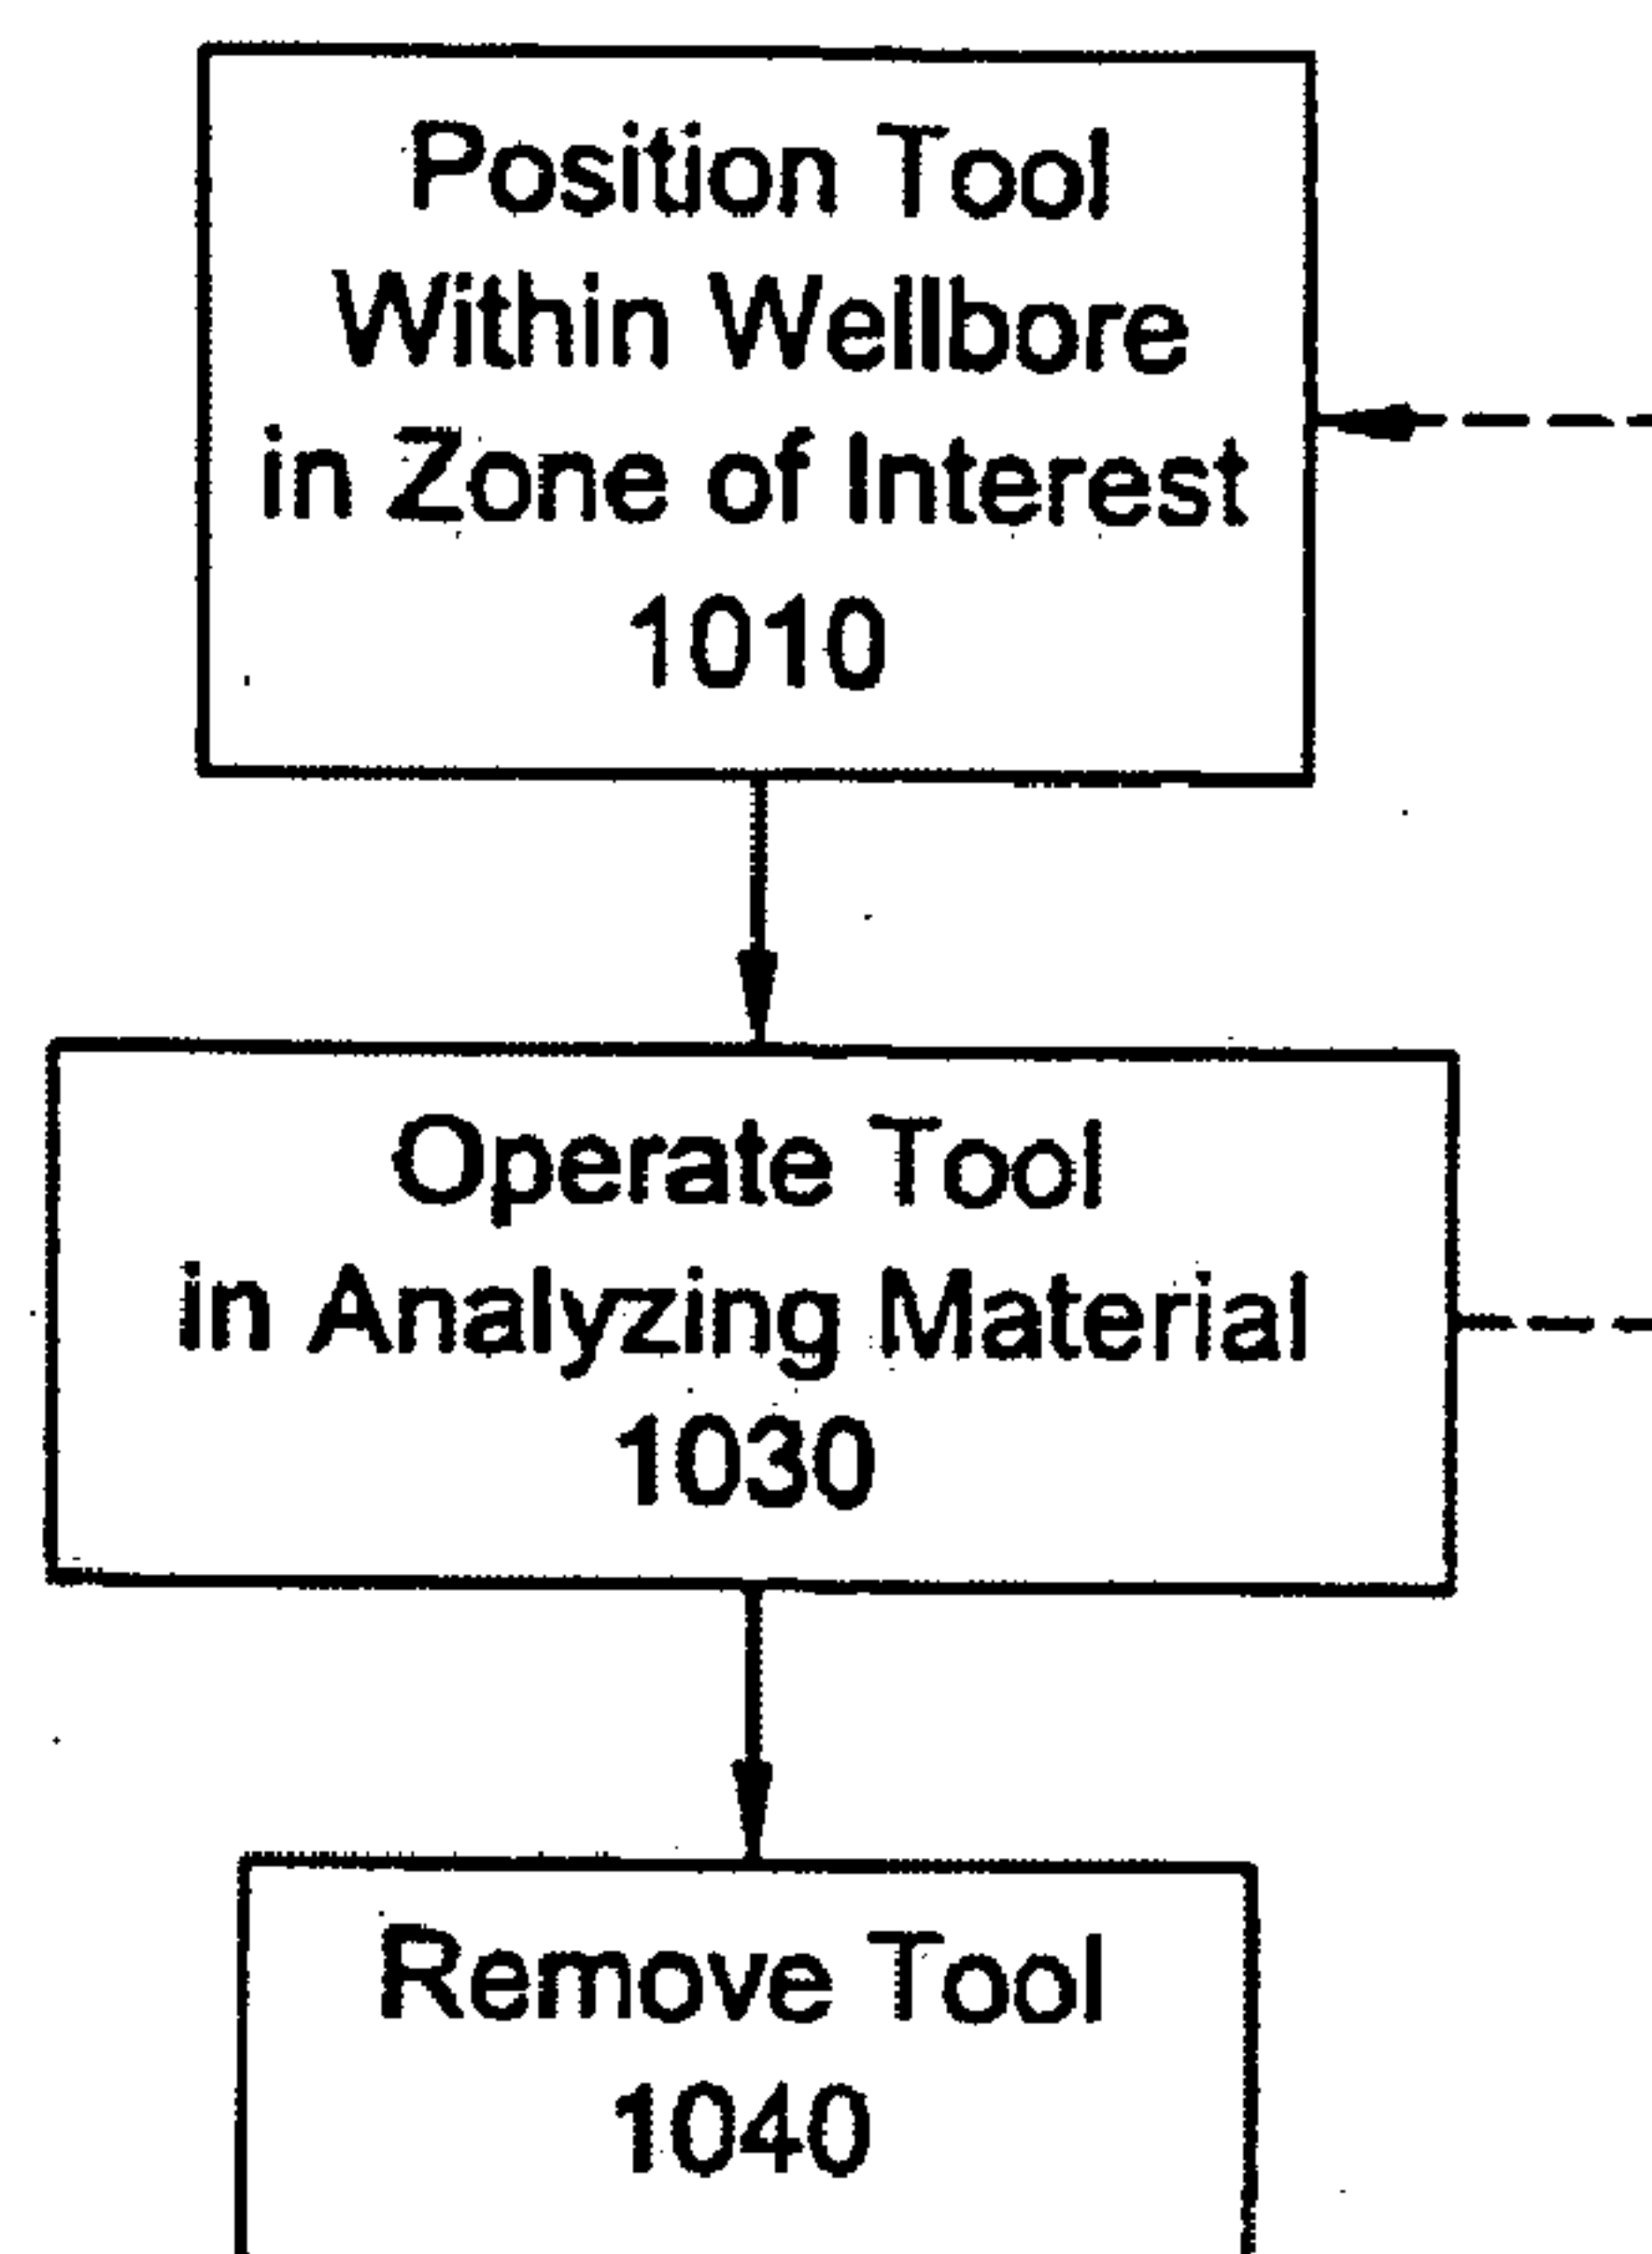 Position Tool
Within Wellbore
in Zone of Interest
1010
Operate Tool
in Analyzing Material
1030
Remove Tool
1040